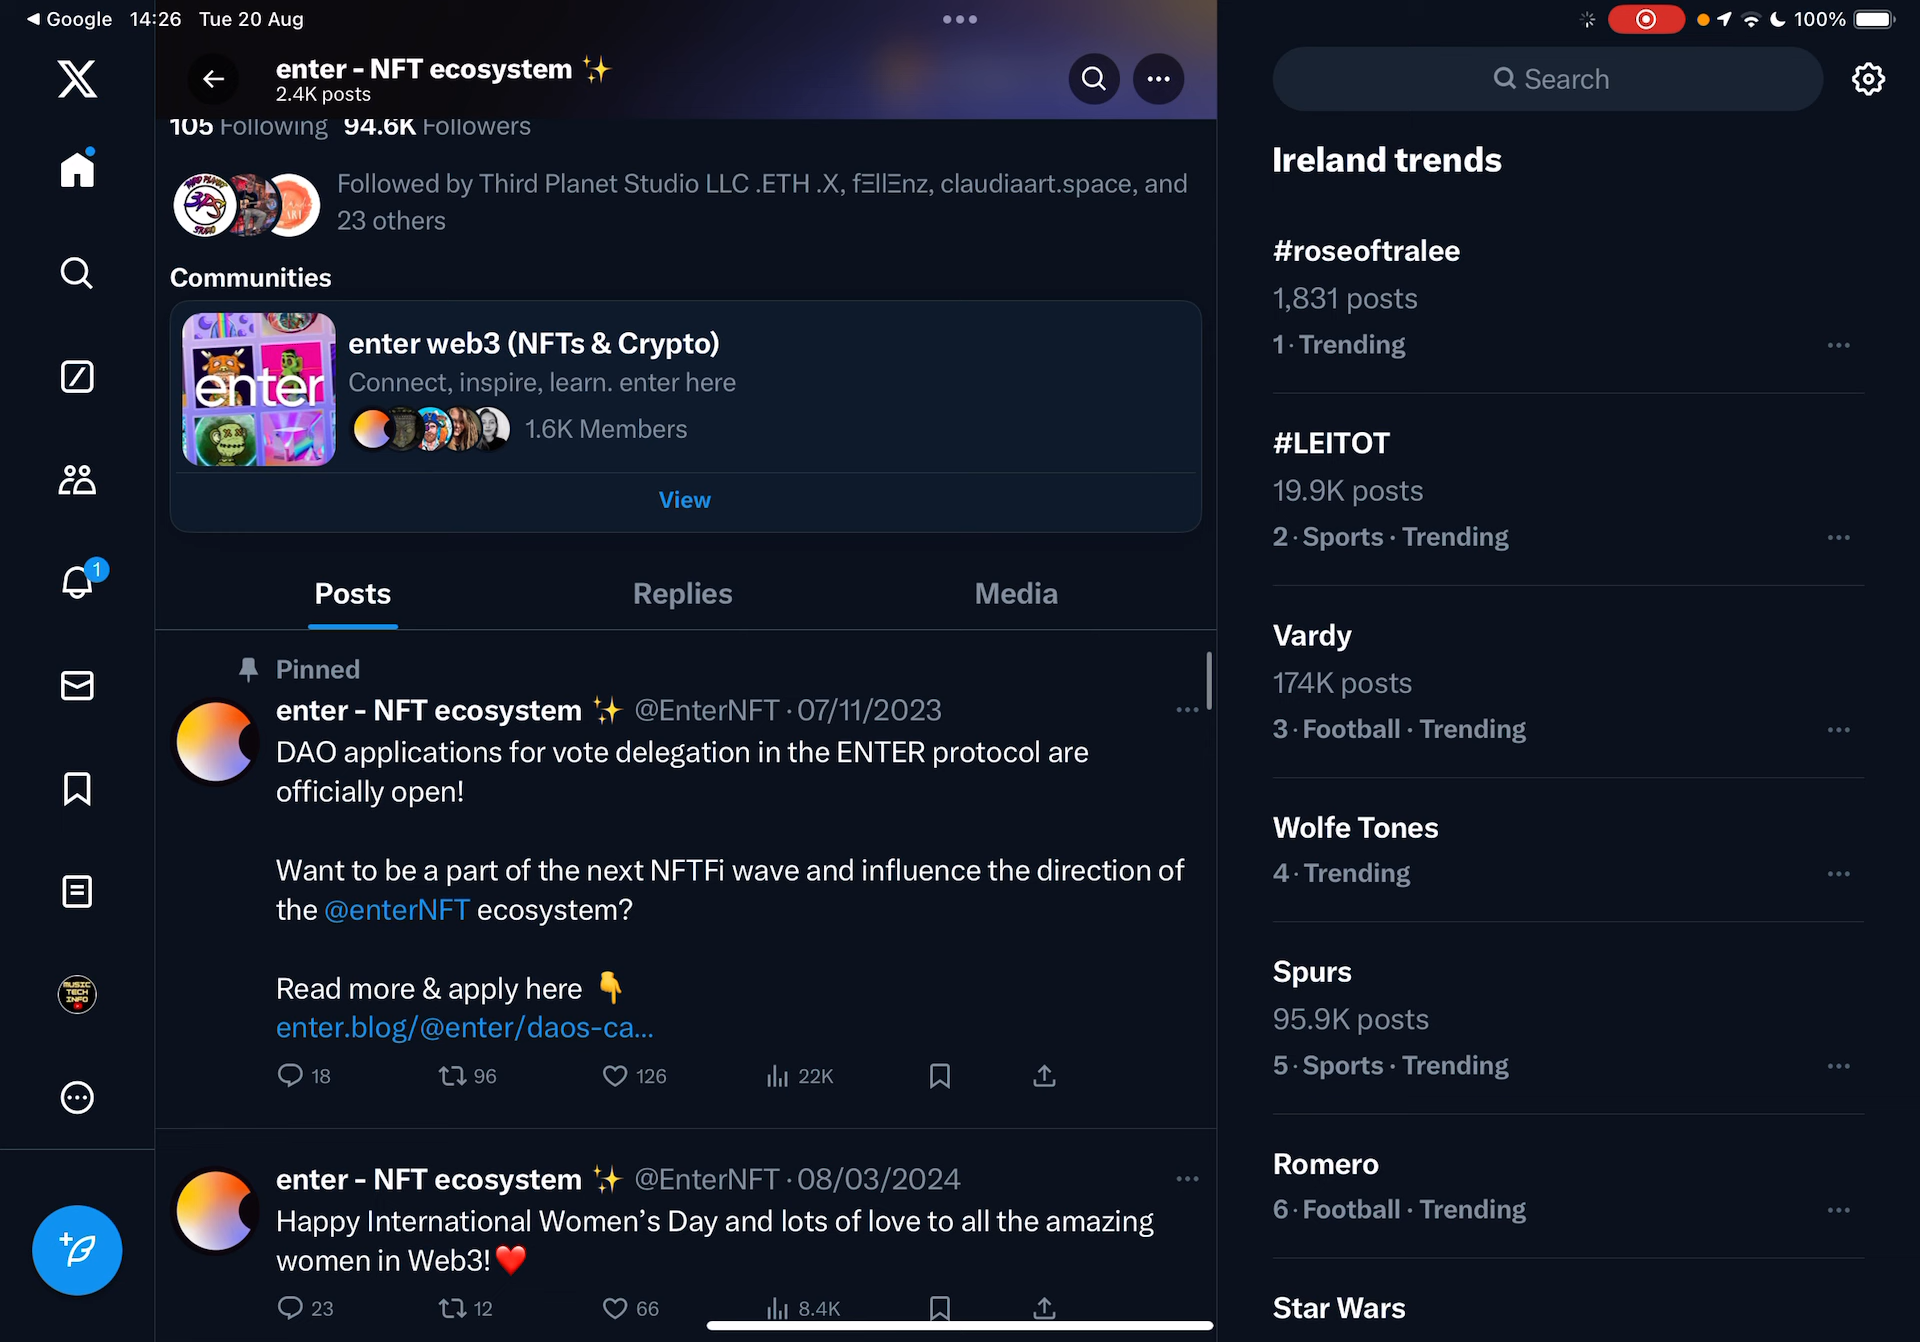 ◀ Google 14:26 Tue 20 Aug
100%
enter - NFT ecosystem ✨
2.4K posts
105 Following 94.6K Followers
Followed by Third Planet Studio LLC .ETH .X, fΞllΞnz, claudiaart.space, and
23 others
Communities
enter
enter web3 (NFTs & Crypto)
Connect, inspire, learn. enter here
1.6K Members
View
Posts Replies Media
Pinned
enter - NFT ecosystem ✨ @EnterNFT · 07/11/2023
DAO applications for vote delegation in the ENTER protocol are
officially open!
Want to be a part of the next NFTFi wave and influence the direction of
the @enterNFT ecosystem?
Read more & apply here 👇
enter.blog/@enter/daos-ca...
18 96 126 22K
enter - NFT ecosystem ✨ @EnterNFT · 08/03/2024
Happy International Women's Day and lots of love to all the amazing
women in Web3!❤️
23 12 66 8.4K
1
MUSIC
TECH
INFO
Search
Ireland trends
#roseoftralee
1,831 posts
1 · Trending
#LEITOT
19.9K posts
2 · Sports · Trending
Vardy
174K posts
3 · Football · Trending
Wolfe Tones
4 · Trending
Spurs
95.9K posts
5 · Sports · Trending
Romero
6 · Football · Trending
Star Wars